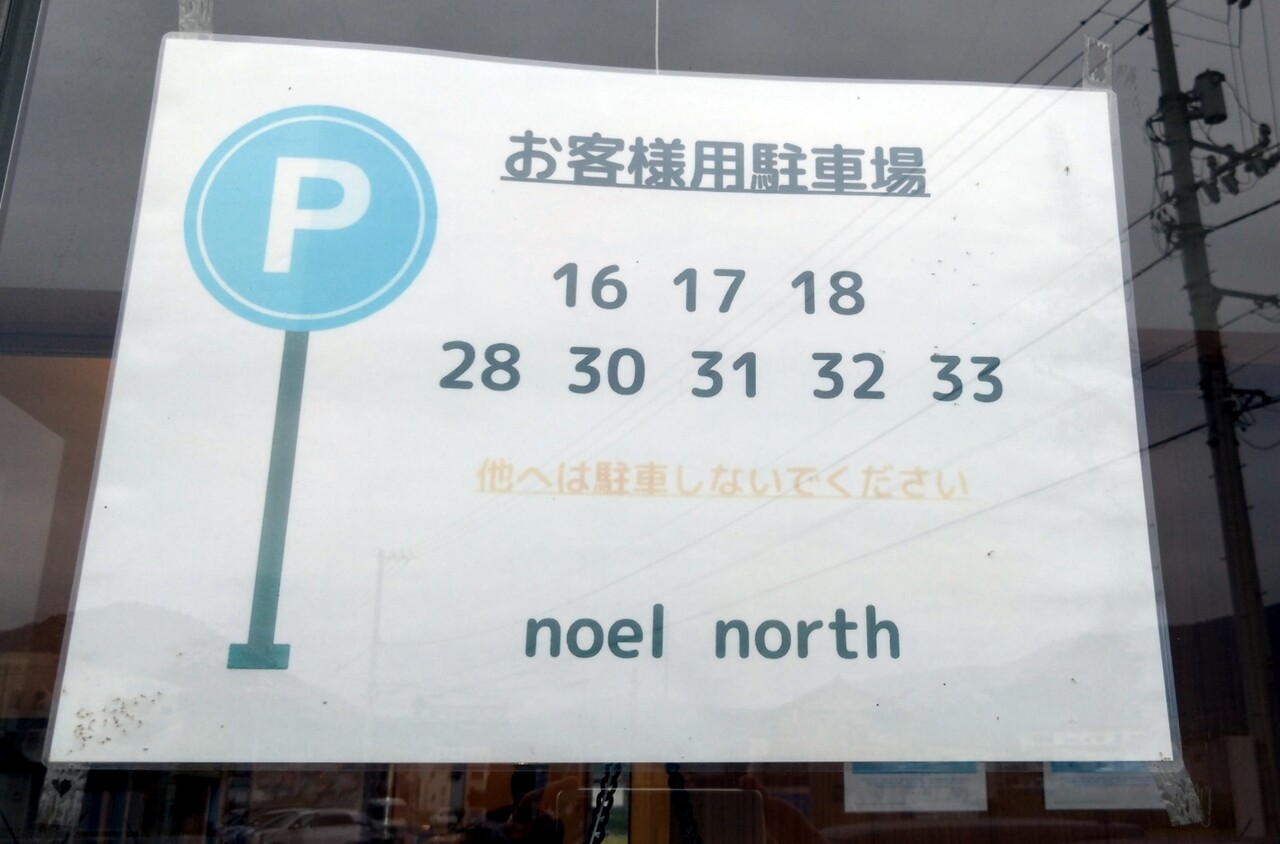 P
お客様用駐車場
16 17 18
28 30 31 32 33
他へは駐車しないでください
noel north